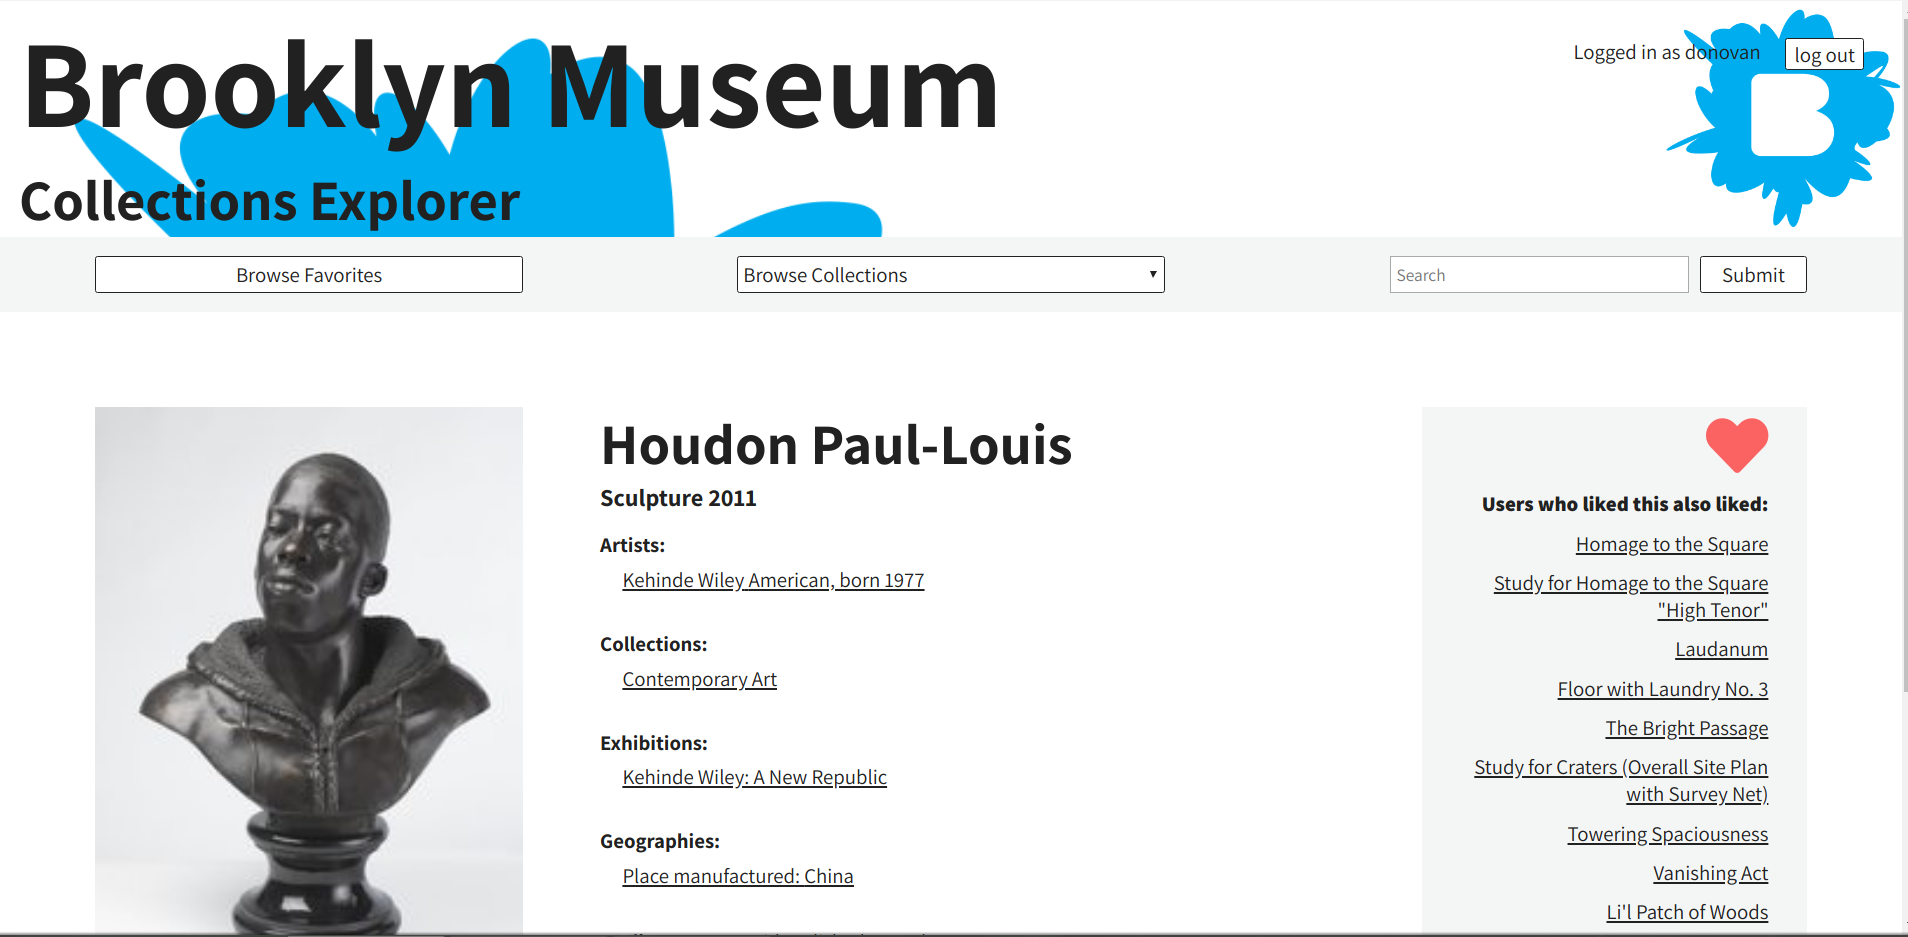 Brooklyn Museum
Collections Explorer
Logged in as donovan
log out
B
Browse Favorites
Browse Collections
Search
Submit
Houdon Paul-Louis
Sculpture 2011
Artists:
Kehinde Wiley American, born 1977
Collections:
Contemporary Art
Exhibitions:
Kehinde Wiley: A New Republic
Geographies:
Place manufactured: China
Users who liked this also liked:
Homage to the Square
Study for Homage to the Square
"High Tenor"
Laudanum
Floor with Laundry No. 3
The Bright Passage
Study for Craters (Overall Site Plan
with Survey Net)
Towering Spaciousness
Vanishing Act
Li'l Patch of Woods